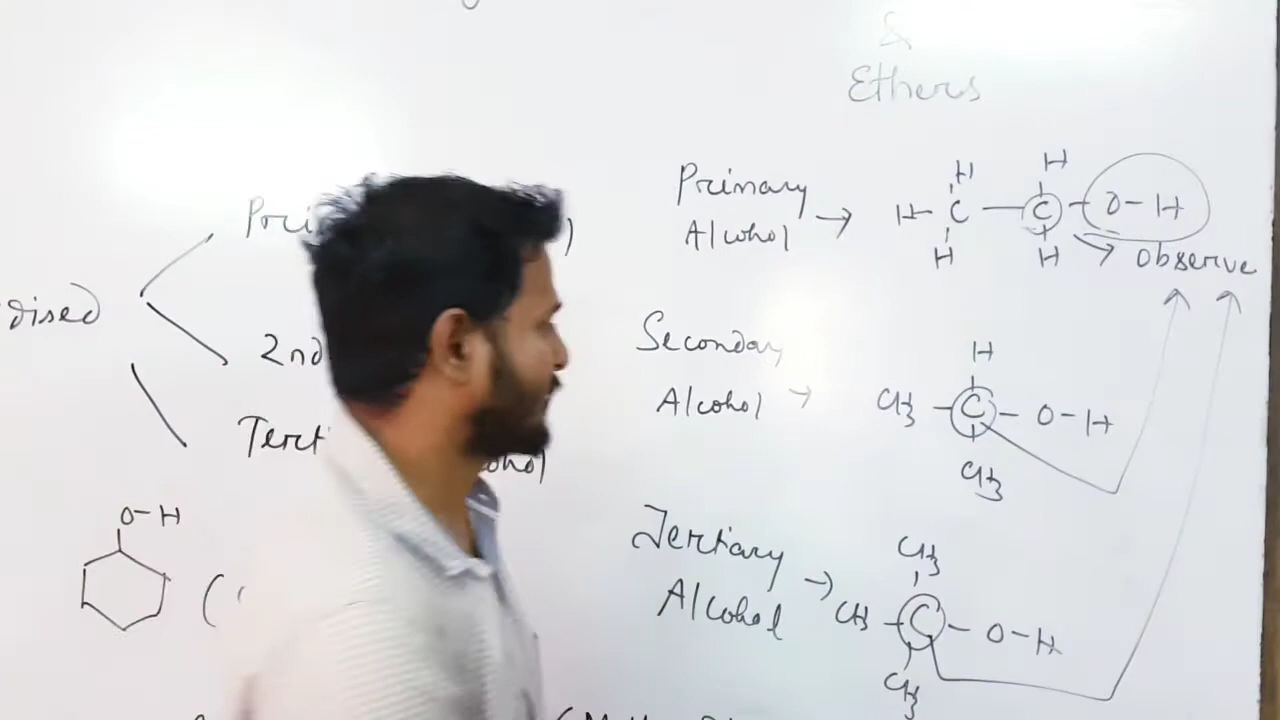 &
Ethers
Primary
Alcohol →
H
H
H - C - C - O - H
H
H
→ observe
dised
2nd
Secondary
Alcohol →
H
CH3 - C - O - H
CH3
O - H
Tertiary
Alcohol →
CH3
CH3 - C - O - H
CH3